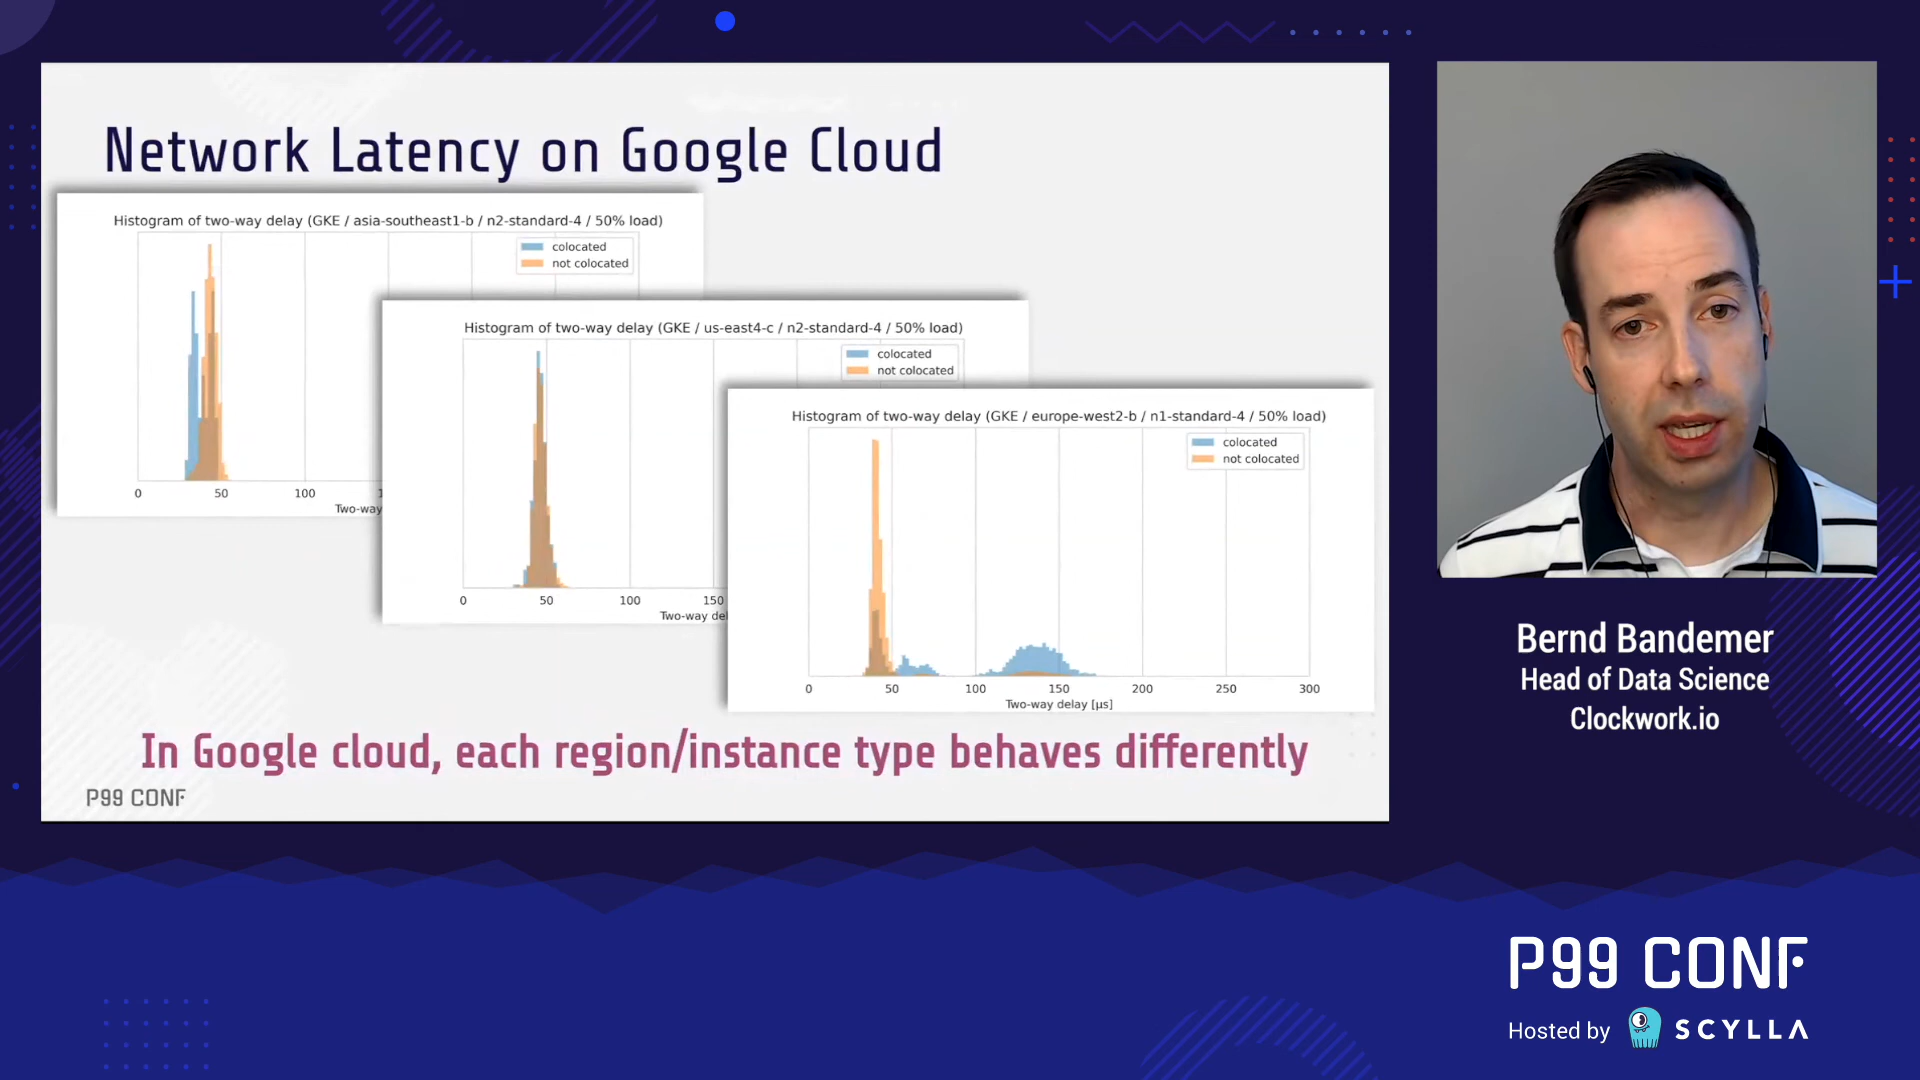 Network Latency on Google Cloud
Histogram of two-way delay (GKE / asia-southeast1-b / n2-standard-4 / 50% load)
colocated
not colocated
0 50 100
Two-way
Histogram of two-way delay (GKE / us-east4-c / n2-standard-4 / 50% load)
colocated
not colocated
0 50 100 150
Two-way del
Histogram of two-way delay (GKE / europe-west2-b / n1-standard-4 / 50% load)
colocated
not colocated
0 50 100 150 200 250 300
Two-way delay [µs]
In Google cloud, each region/instance type behaves differently
P99 CONF
Bernd Bandemer
Head of Data Science
Clockwork.io
P99 CONF
Hosted by SCYLLA